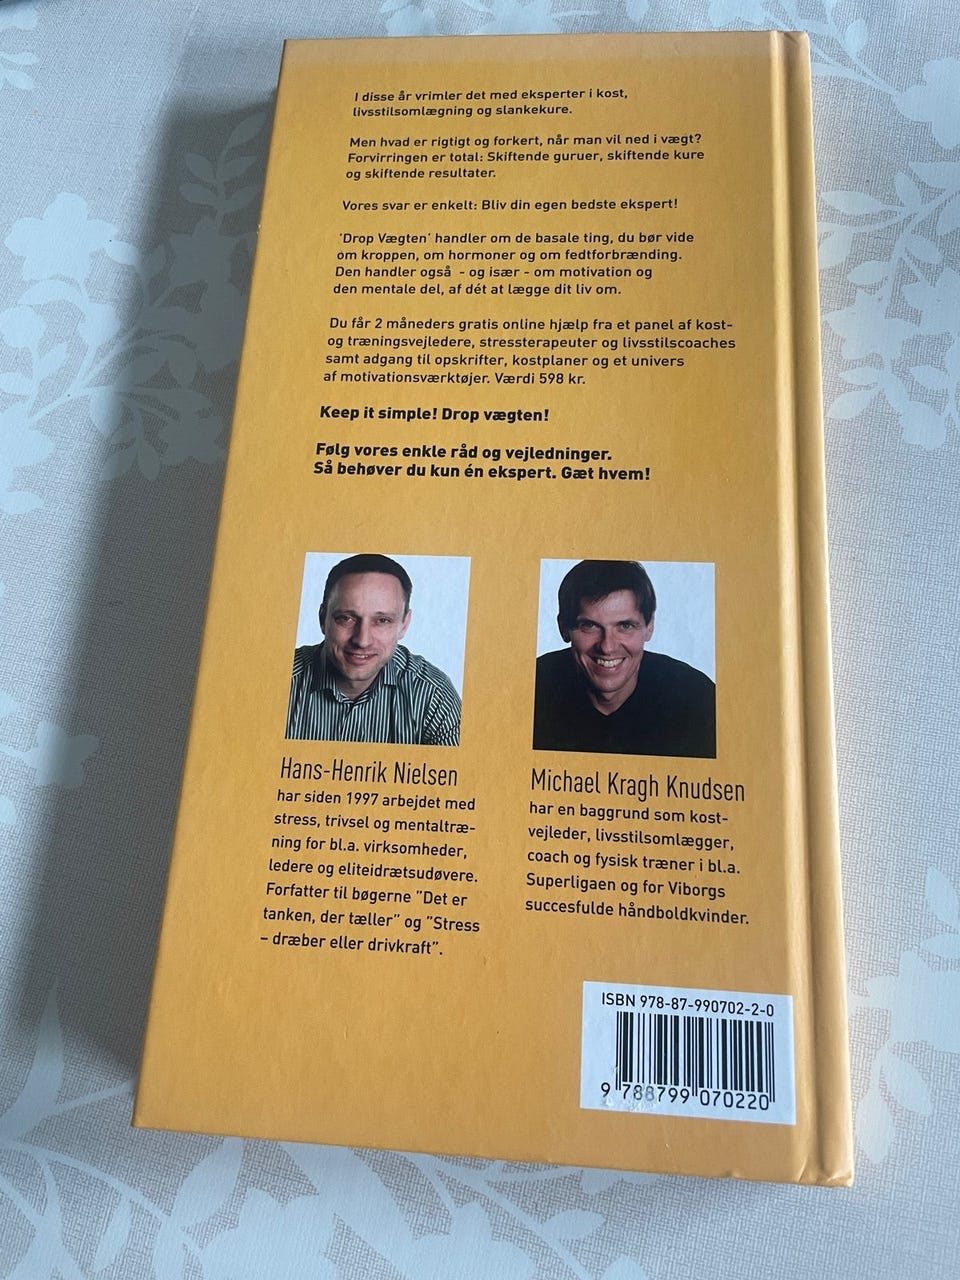 I disse år vrimler det med eksperter i kost,
livsstilsomlægning og slankekure.
Men hvad er rigtigt og forkert, når man vil ned i vægt?
Forvirringen er total: Skiftende guruer, skiftende kure
og skiftende resultater.
Vores svar er enkelt: Bliv din egen bedste ekspert!
'Drop Vægten' handler om de basale ting, du bør vide
om kroppen, om hormoner og om fedtforbrænding.
Den handler også - og især - om motivation og
den mentale del, af dét at lægge dit liv om.
Du får 2 måneders gratis online hjælp fra et panel af kost-
og træningsvejledere, stressterapeuter og livsstilscoaches
samt adgang til opskrifter, kostplaner og et univers
af motivationsværktøjer. Værdi 598 kr.
Keep it simple! Drop vægten!
Følg vores enkle råd og vejledninger.
Så behøver du kun én ekspert. Gæt hvem!
Hans-Henrik Nielsen
har siden 1997 arbejdet med
stress, trivsel og mentaltræ-
ning for bl.a. virksomheder,
ledere og eliteidrætsudøvere.
Forfatter til bøgerne "Det er
tanken, der tæller" og "Stress
– dræber eller drivkraft".
Michael Kragh Knudsen
har en baggrund som kost-
vejleder, livsstilsomlægger,
coach og fysisk træner i bl.a.
Superligaen og for Viborgs
succesfulde håndboldkvinder.
ISBN 978-87-990702-2-0
9 788799 070220